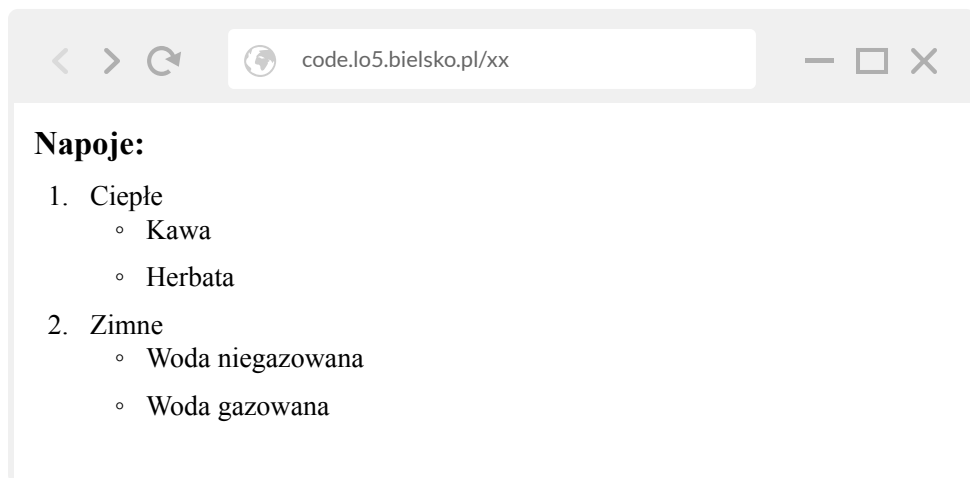 code.lo5.bielsko.pl/xx
Napoje:
1. Ciepłe
◦ Kawa
◦ Herbata
2. Zimne
◦ Woda niegazowana
◦ Woda gazowana